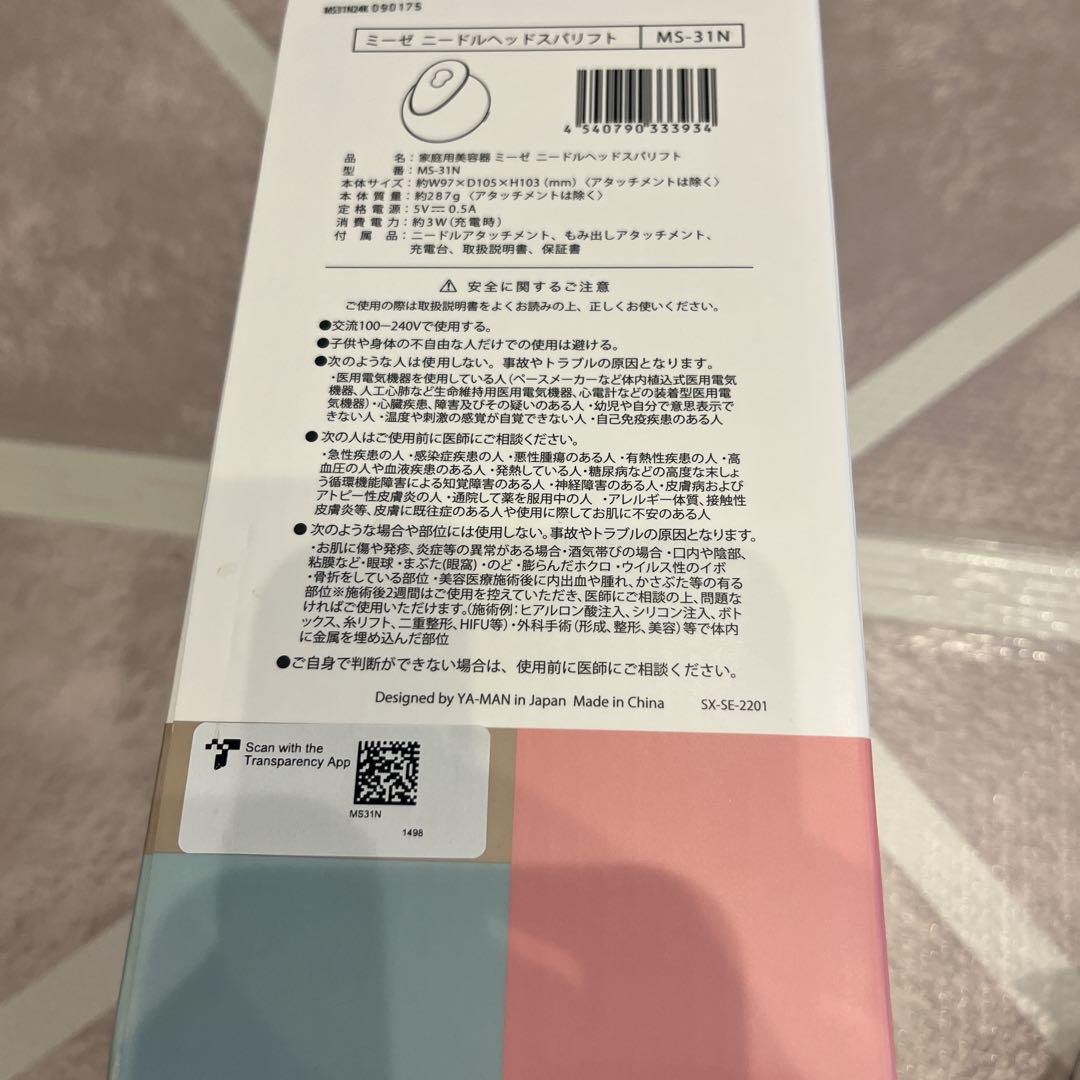 MS31N24K 090175
ミーゼ ニードルヘッドスパリフト MS-31N
4 540790 333934
品名:家庭用美容器 ミーゼ ニードルヘッドスパリフト
型番:MS-31N
本体サイズ:約W97×D105×H103(mm)〈アタッチメントは除く〉
本体質量:約287g〈アタッチメントは除く〉
定格電源:5V⎓0.5A
消費電力:約3W(充電時)
付属品:ニードルアタッチメント、もみ出しアタッチメント、
充電台、取扱説明書、保証書
⚠ 安全に関するご注意
ご使用の際は取扱説明書をよくお読みの上、正しくお使いください。
●交流100ー240Vで使用する。
●子供や身体の不自由な人だけでの使用は避ける。
●次のような人は使用しない。事故やトラブルの原因となります。
・医用電気機器を使用している人(ペースメーカーなど体内植込式医用電気
機器、人工心肺など生命維持用医用電気機器、心電計などの装着型医用電
気機器)・心臓疾患、障害及びその疑いのある人・幼児や自分で意思表示で
きない人・温度や刺激の感覚が自覚できない人・自己免疫疾患のある人
●次の人はご使用前に医師にご相談ください。
・急性疾患の人・感染症疾患の人・悪性腫瘍のある人・有熱性疾患の人・高
血圧の人や血液疾患のある人・発熱している人・糖尿病などの高度な末しょ
う循環機能障害による知覚障害のある人・神経障害のある人・皮膚病および
アトピー性皮膚炎の人・通院して薬を服用中の人 ・アレルギー体質、接触性
皮膚炎等、皮膚に既往症のある人や使用に際してお肌に不安のある人
●次のような場合や部位には使用しない。事故やトラブルの原因となります。
・お肌に傷や発疹、炎症等の異常がある場合・酒気帯びの場合・口内や陰部、
粘膜など・眼球・まぶた(眼窩)・のど・膨らんだホクロ・ウイルス性のイボ
・骨折をしている部位・美容医療施術後に内出血や腫れ、かさぶた等の有る
部位※施術後2週間はご使用を控えていただき、医師にご相談の上、問題な
ければご使用いただけます。(施術例:ヒアルロン酸注入、シリコン注入、ボト
ックス、糸リフト、二重整形、HIFU等)・外科手術(形成、整形、美容)等で体内
に金属を埋め込んだ部位
●ご自身で判断ができない場合は、使用前に医師にご相談ください。
Designed by YA-MAN in Japan Made in China SX-SE-2201
Scan with the
Transparency App
MS31N
1498